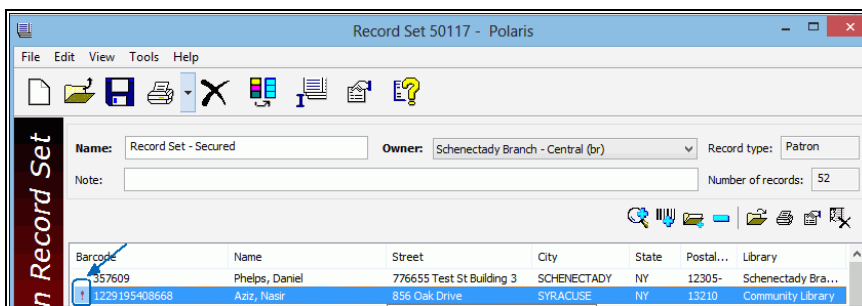 Record Set 50117 - Polaris
File Edit View Tools Help
Name: Record Set - Secured Owner: Schenectady Branch - Central (br) Record type: Patron
Note: Number of records: 52
n Record Set
Barcode Name Street City State Postal... Library
357609 Phelps, Daniel 776655 Test St Building 3 SCHENECTADY NY 12305- Schenectady Bra...
! 1229195408668 Aziz, Nasir 856 Oak Drive SYRACUSE NY 13210 Community Library